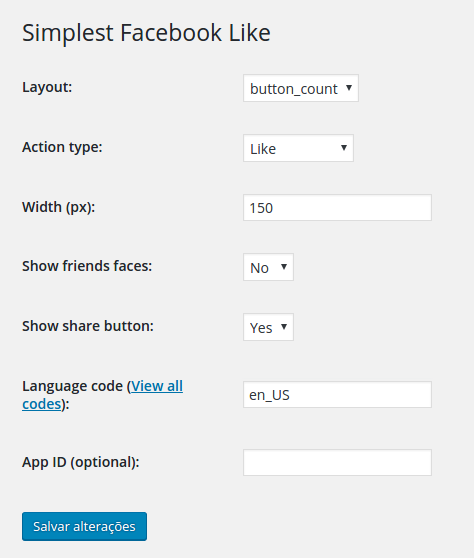 Simplest Facebook Like
Layout: button_count
Action type: Like
Width (px): 150
Show friends faces: No
Show share button: Yes
Language code (View all
codes): en_US
App ID (optional):
Salvar alterações